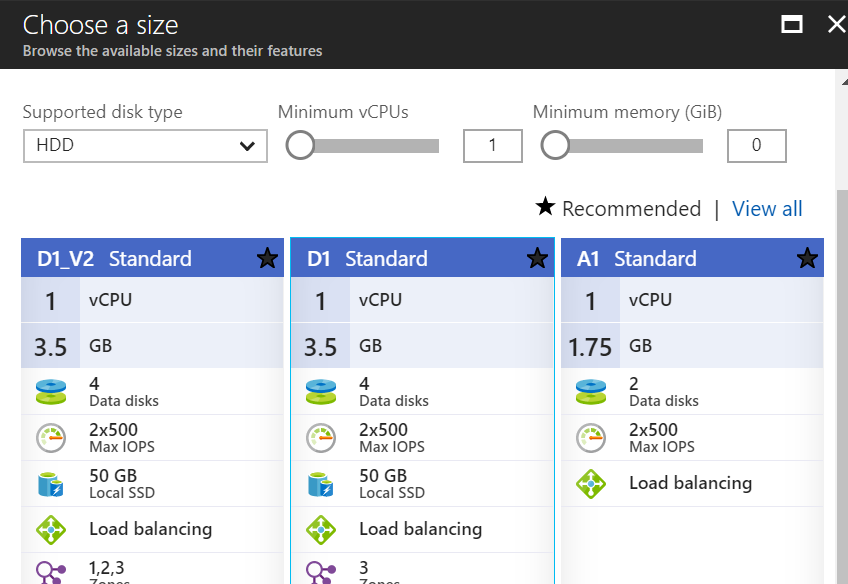 Choose a size
Browse the available sizes and their features
Supported disk type
Minimum vCPUs
Minimum memory (GiB)
HDD
1
0
★ Recommended | View all
D1_V2 Standard ★
1 vCPU
3.5 GB
4
Data disks
2x500
Max IOPS
50 GB
Local SSD
Load balancing
1,2,3
Zones
D1 Standard ★
1 vCPU
3.5 GB
4
Data disks
2x500
Max IOPS
50 GB
Local SSD
Load balancing
3
Zones
A1 Standard ★
1 vCPU
1.75 GB
2
Data disks
2x500
Max IOPS
Load balancing